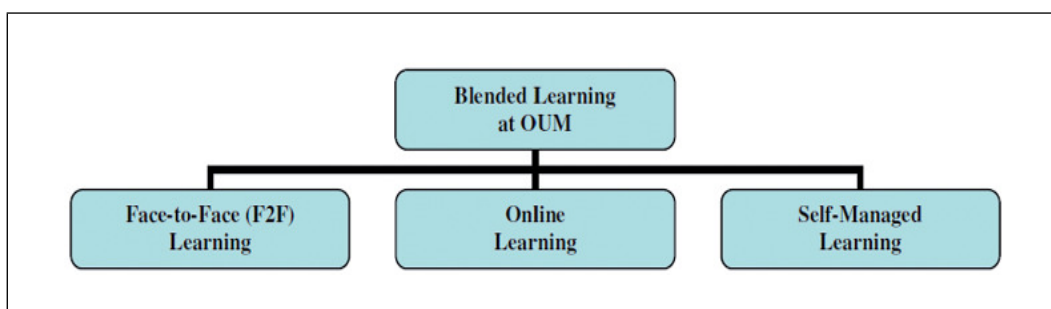 Blended Learning
at OUM
Face-to-Face (F2F)
Learning
Online
Learning
Self-Managed
Learning